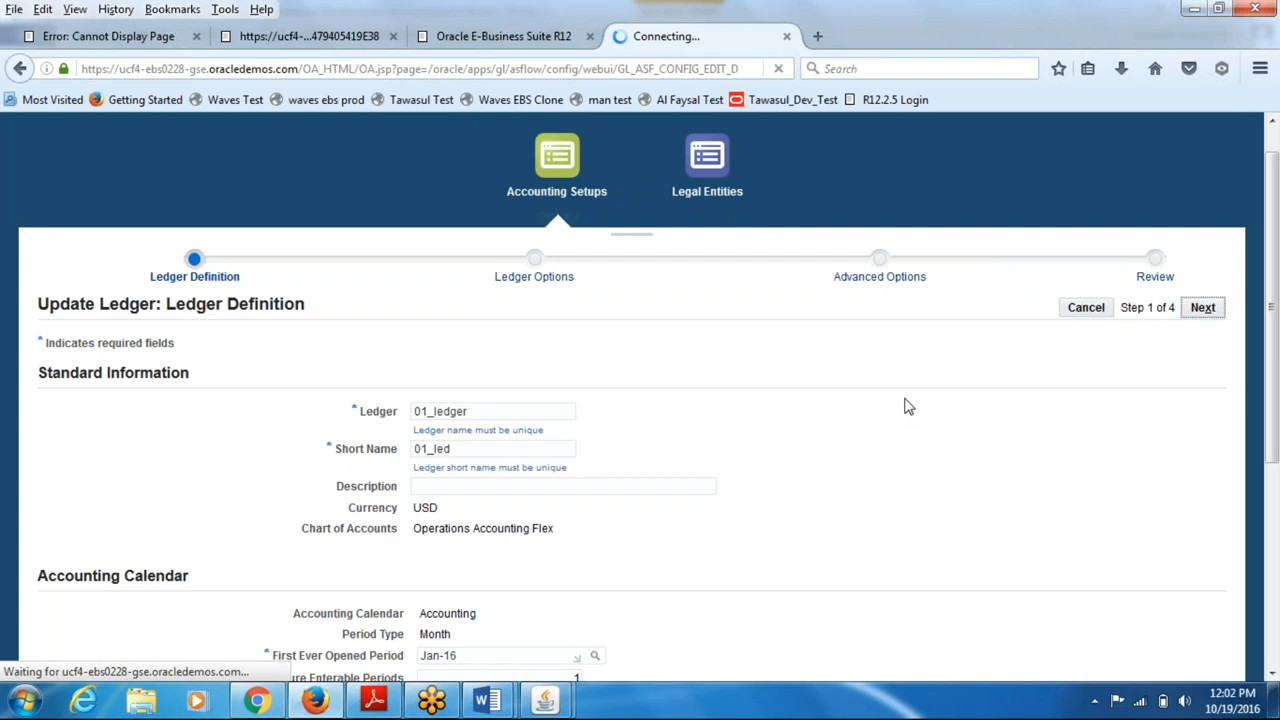 File Edit View History Bookmarks Tools Help
Error: Cannot Display Page
https://ucf4-...479405419E38
Oracle E-Business Suite R12
Connecting...
https://ucf4-ebs0228-gse.oracledemos.com/OA_HTML/OA.jsp?page=/oracle/apps/gl/asflow/config/webui/GL_ASF_CONFIG_EDIT_D
Search
Most Visited Getting Started Waves Test waves ebs prod Tawasul Test Waves EBS Clone man test Al Faysal Test Tawasul_Dev_Test R12.2.5 Login
Accounting Setups
Legal Entities
Ledger Definition
Ledger Options
Advanced Options
Review
Update Ledger: Ledger Definition
Cancel Step 1 of 4 Next
* Indicates required fields
Standard Information
* Ledger 01_ledger
Ledger name must be unique
* Short Name 01_led
Ledger short name must be unique
Description
Currency USD
Chart of Accounts Operations Accounting Flex
Accounting Calendar
Accounting Calendar Accounting
Period Type Month
* First Ever Opened Period Jan-16
Enterable Periods 1
Waiting for ucf4-ebs0228-gse.oracledemos.com...
12:02 PM
10/19/2016